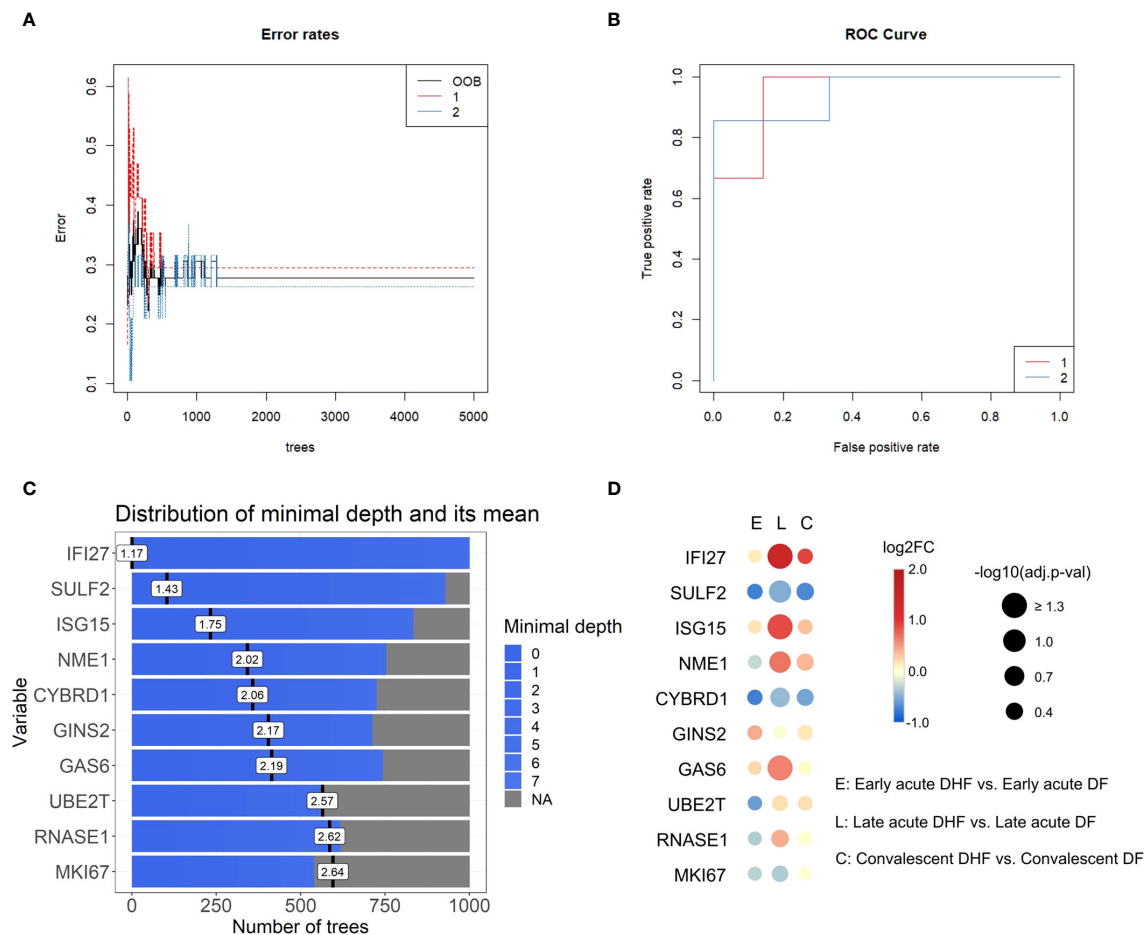 A
Error rates
Error
0.6
0.5
0.4
0.3
0.2
0.1
0 1000 2000 3000 4000 5000
trees
OOB
1
2
B
ROC Curve
True positive rate
1.0
0.8
0.6
0.4
0.2
0.0
0.0 0.2 0.4 0.6 0.8 1.0
False positive rate
1
2
C
Distribution of minimal depth and its mean
Variable
IFI27 1.17
SULF2 1.43
ISG15 1.75
NME1 2.02
CYBRD1 2.06
GINS2 2.17
GAS6 2.19
UBE2T 2.57
RNASE1 2.62
MKI67 2.64
0 250 500 750 1000
Number of trees
Minimal depth
0
1
2
3
4
5
6
7
NA
D
E L C
IFI27
SULF2
ISG15
NME1
CYBRD1
GINS2
GAS6
UBE2T
RNASE1
MKI67
log2FC
2.0
1.0
0.0
-1.0
-log10(adj.p-val)
≥ 1.3
1.0
0.7
0.4
E: Early acute DHF vs. Early acute DF
L: Late acute DHF vs. Late acute DF
C: Convalescent DHF vs. Convalescent DF